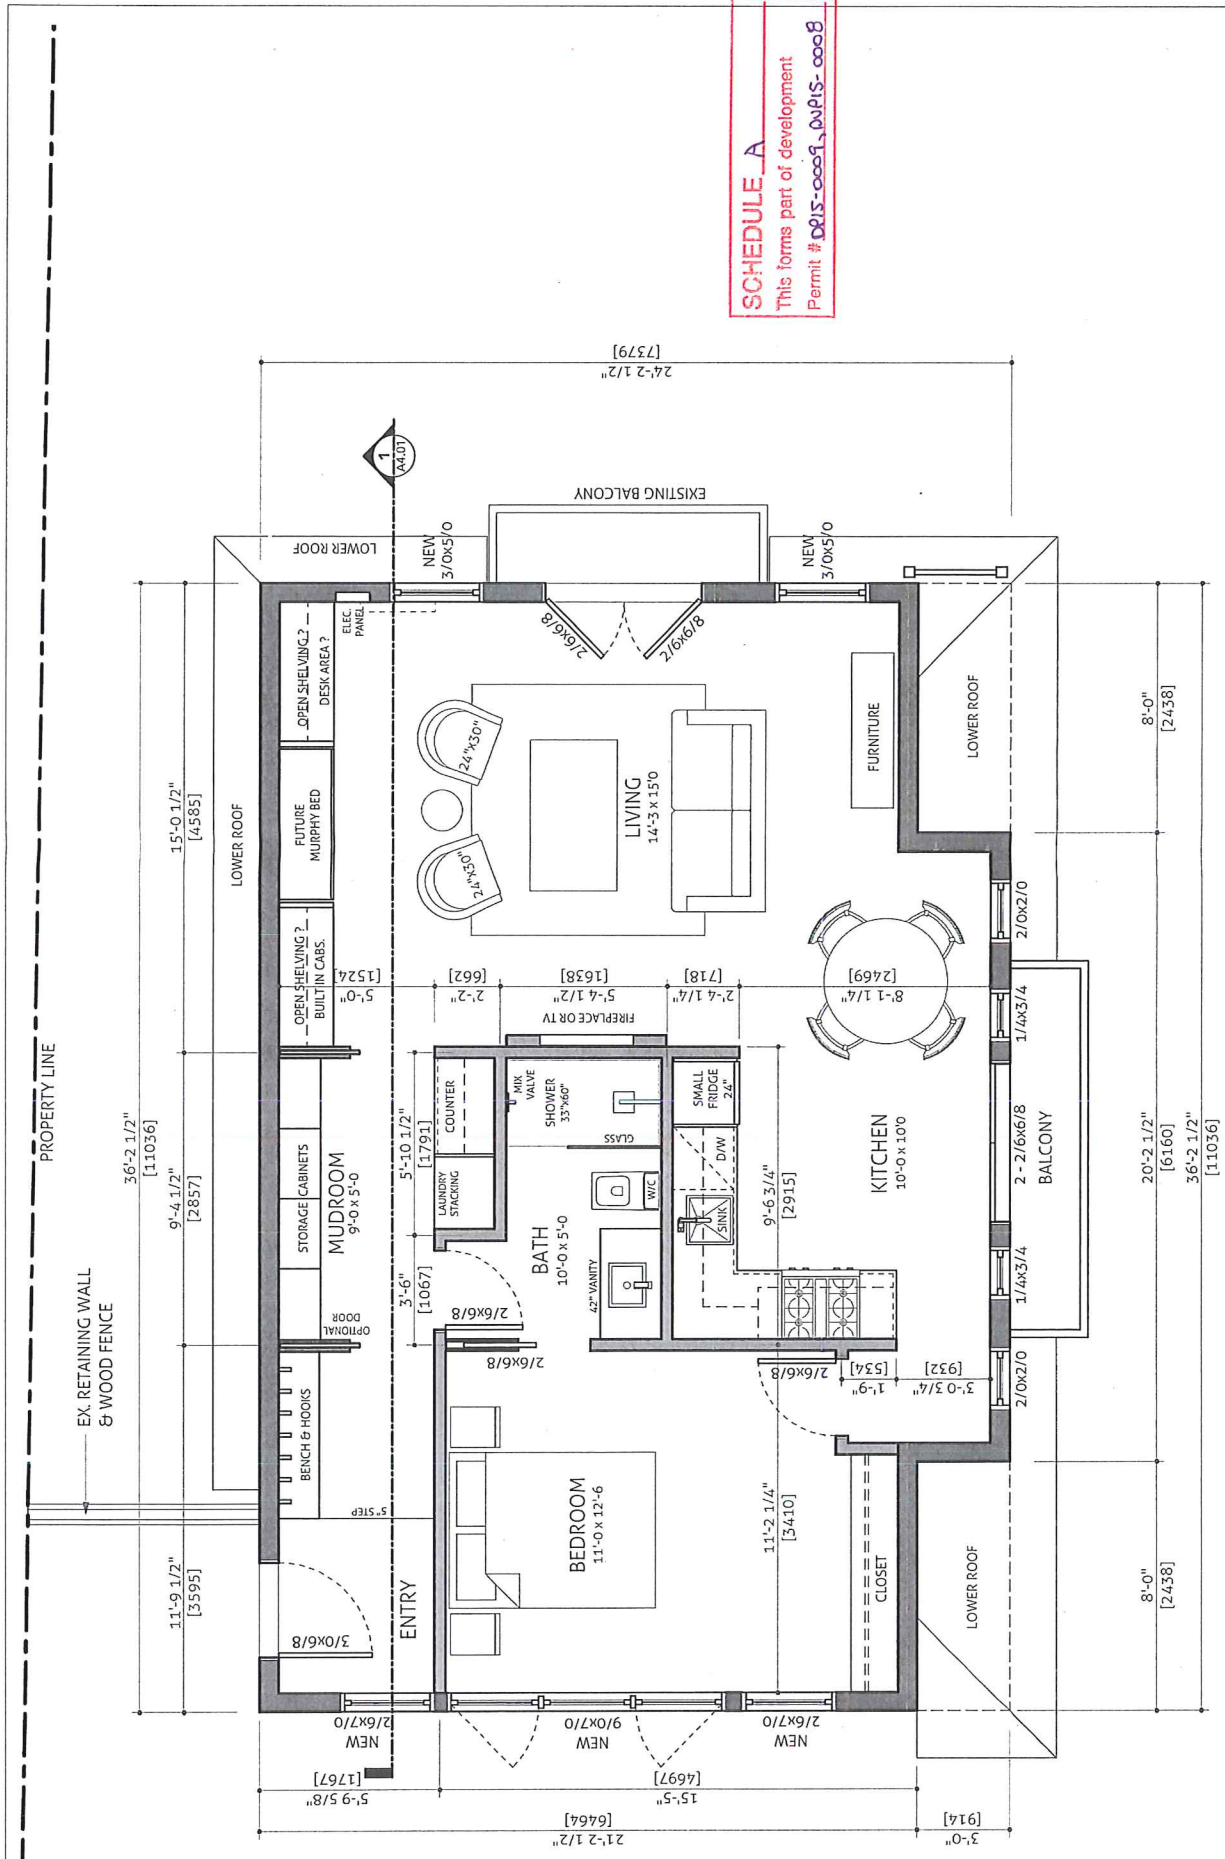 PROPERTY LINE
EX. RETAINING WALL
& WOOD FENCE
36'-2 1/2"
[11036]
11'-9 1/2"
[3595]
9'-4 1/2"
[2857]
15'-0 1/2"
[4585]
LOWER ROOF
LOWER ROOF
3/0x6/8
BENCH & HOOKS
OPTIONAL
DOOR
STORAGE CABINETS
MUDROOM
9'-0 x 5'-0
OPEN SHELVING ?
BUILT IN CABS.
FUTURE
MURPHY BED
OPEN SHELVING ?
DESK AREA ?
ELEC.
PANEL
1
A4.01
ENTRY
5" STEP
3'-6"
[1067]
5'-10 1/2"
[1791]
LAUNDRY
STACKING
COUNTER
5'-0"
[1524]
2'-2"
[662]
5'-4 1/2"
[1638]
2'-4 1/4"
[718]
8'-1 1/4"
[2469]
24"x30"
24"x30"
NEW
3/0x5/0
2/6x6/8
2/6x6/8
NEW
3/0x5/0
EXISTING BALCONY
24'-2 1/2"
[7379]
2/6x6/8
2/6x6/8
BATH
10'-0 x 5'-0
MIX
VALVE
SHOWER
33"x60"
GLASS
FIREPLACE OR TV
42" VANITY
W/C
LIVING
14'-3 x 15'0
BEDROOM
11'-0 x 12'-6
SMALL
FRIDGE
24"
D/W
SINK
2/6x6/8
11'-2 1/4"
[3410]
9'-6 3/4"
[2915]
KITCHEN
10'-0 x 10'0
FURNITURE
CLOSET
1'-9"
[534]
3'-0 3/4"
[932]
NEW
2/6x7/0
NEW
9/0x7/0
NEW
2/6x7/0
5'-9 5/8"
[1767]
15'-5"
[4697]
21'-2 1/2"
[6464]
3'-0"
[914]
LOWER ROOF
LOWER ROOF
2/0x2/0
1/4x3/4
2 - 2/6x6/8
1/4x3/4
2/0x2/0
BALCONY
8'-0"
[2438]
20'-2 1/2"
[6160]
8'-0"
[2438]
36'-2 1/2"
[11036]
SCHEDULE A
This forms part of development
Permit # DP15-0009, DVP15-0008